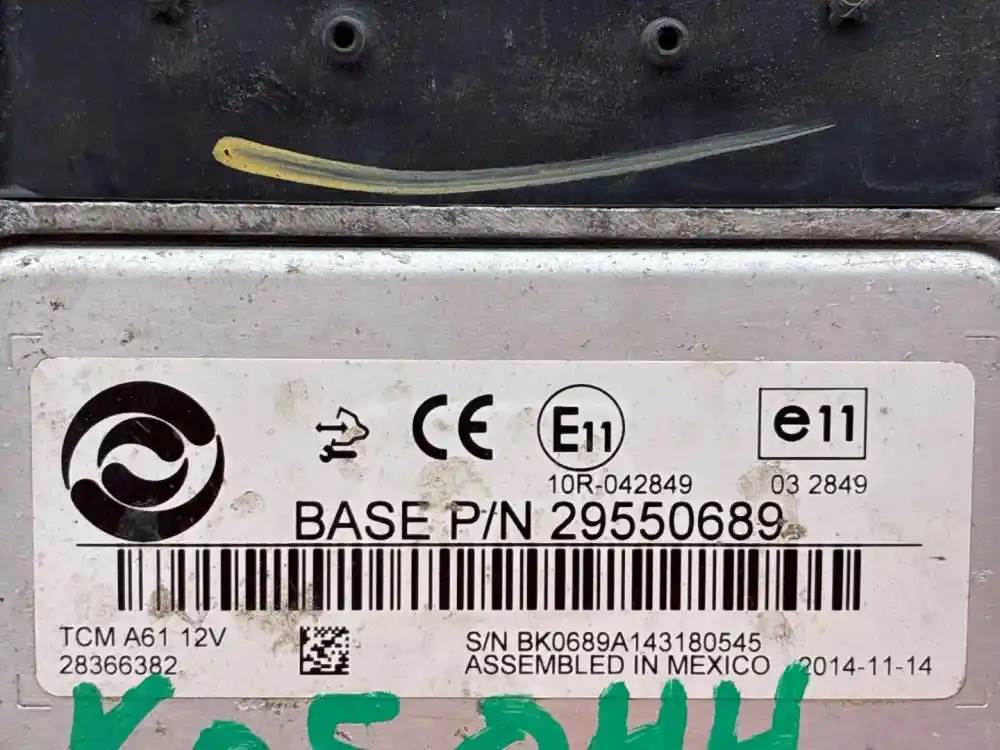 CE E11 e11
10R-042849 03 2849
BASE P/N 29550689
TCM A61 12V
28366382
S/N BK0689A143180545
ASSEMBLED IN MEXICO 2014-11-14